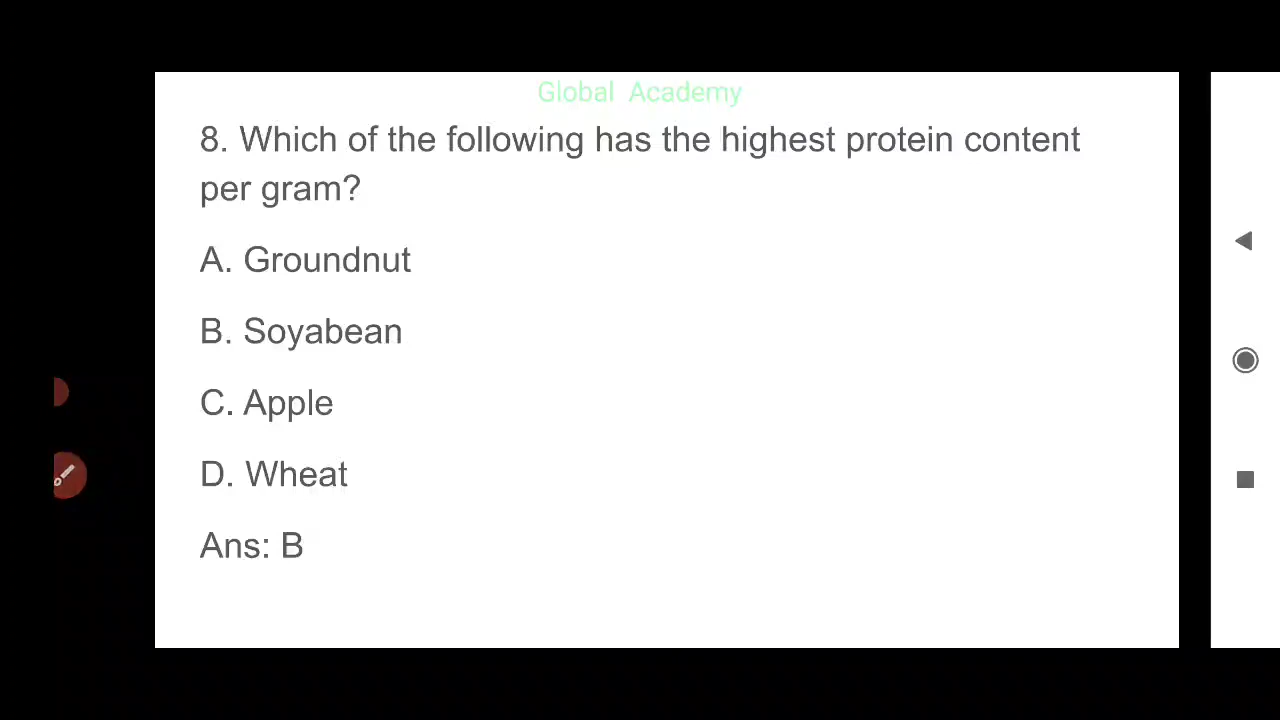 Global Academy
8. Which of the following has the highest protein content
per gram?
A. Groundnut
B. Soyabean
C. Apple
D. Wheat
Ans: B